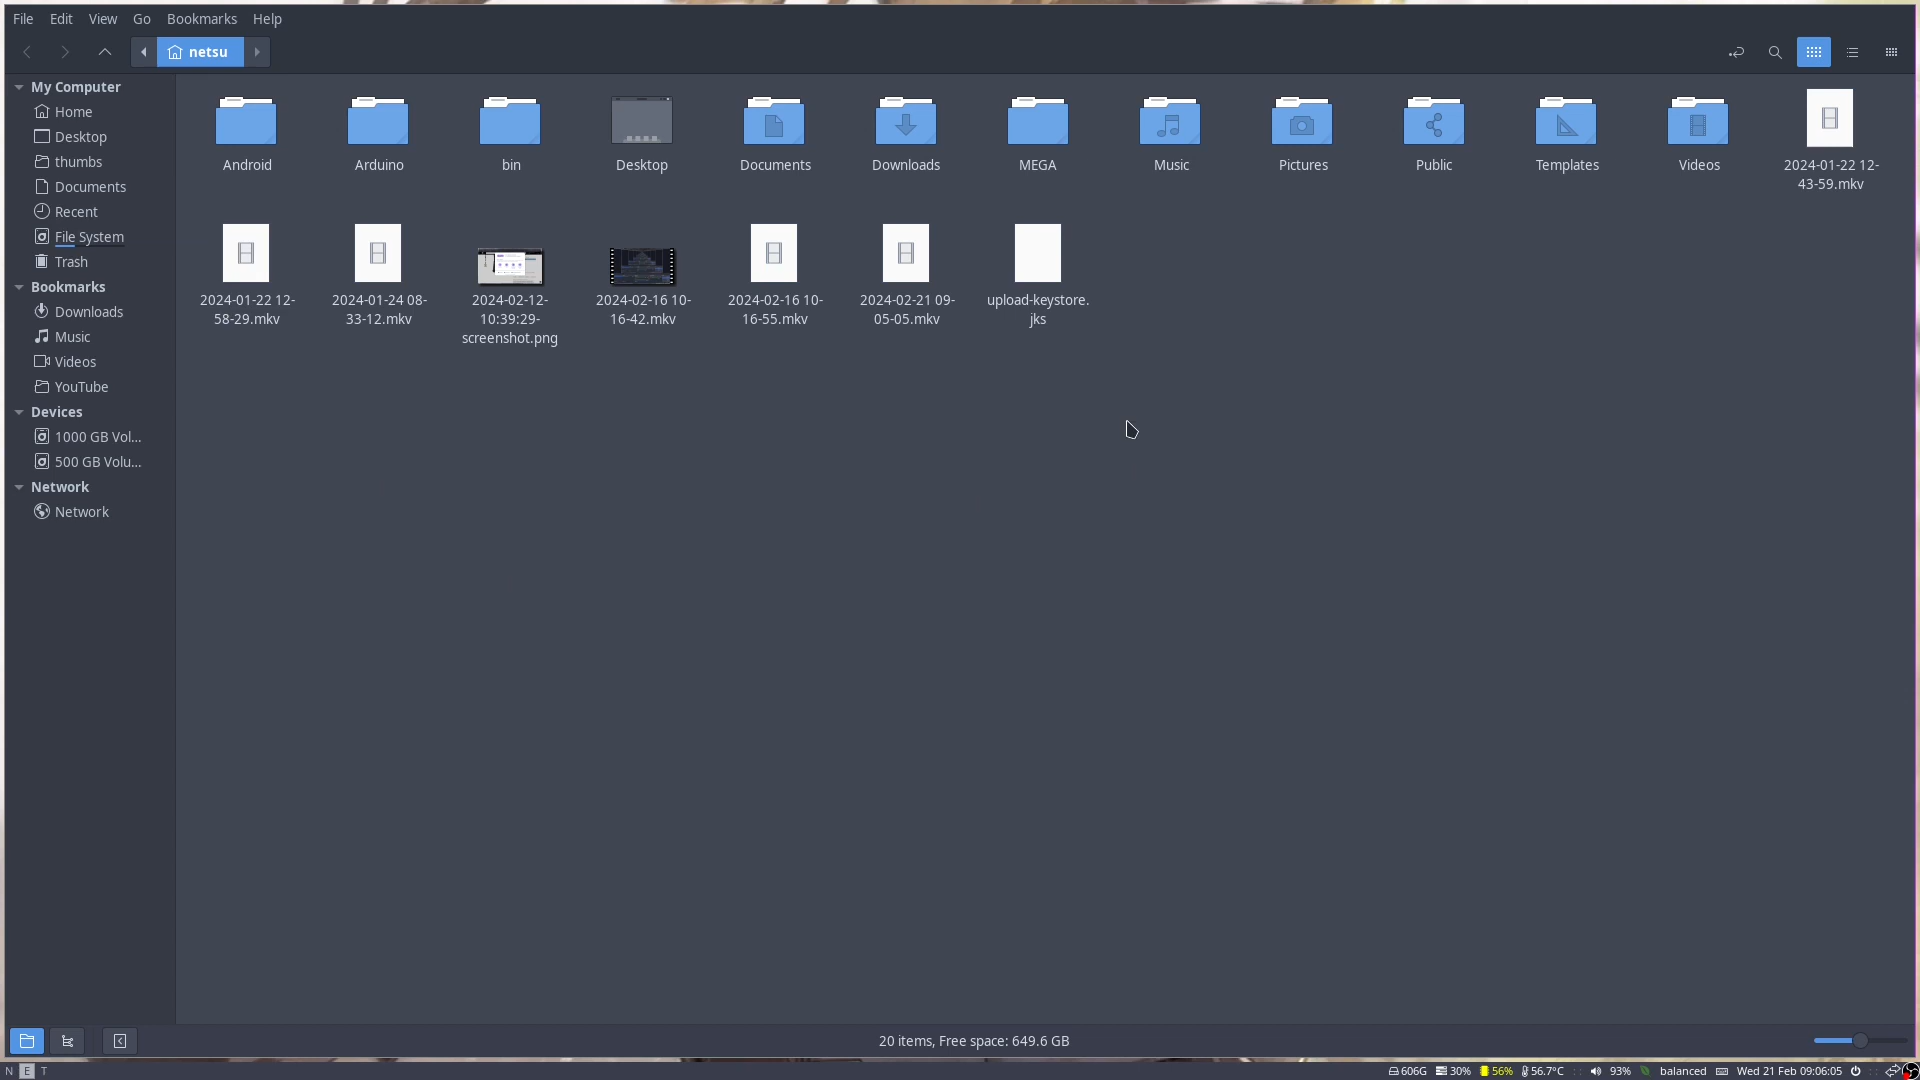 File Edit View Go Bookmarks Help
netsu
My Computer
Home
Desktop
thumbs
Documents
Recent
File System
Trash
Bookmarks
Downloads
Music
Videos
YouTube
Devices
1000 GB Vol...
500 GB Volu...
Network
Network
Android Arduino bin Desktop Documents Downloads MEGA Music Pictures Public Templates Videos
2024-01-22 12-
43-59.mkv
2024-01-22 12-
58-29.mkv
2024-01-24 08-
33-12.mkv
2024-02-12-
10:39:29-
screenshot.png
2024-02-16 10-
16-42.mkv
2024-02-16 10-
16-55.mkv
2024-02-21 09-
05-05.mkv
upload-keystore.
jks
20 items, Free space: 649.6 GB
N E T
606G 30% 56% 56.7°C 93% balanced Wed 21 Feb 09:06:05